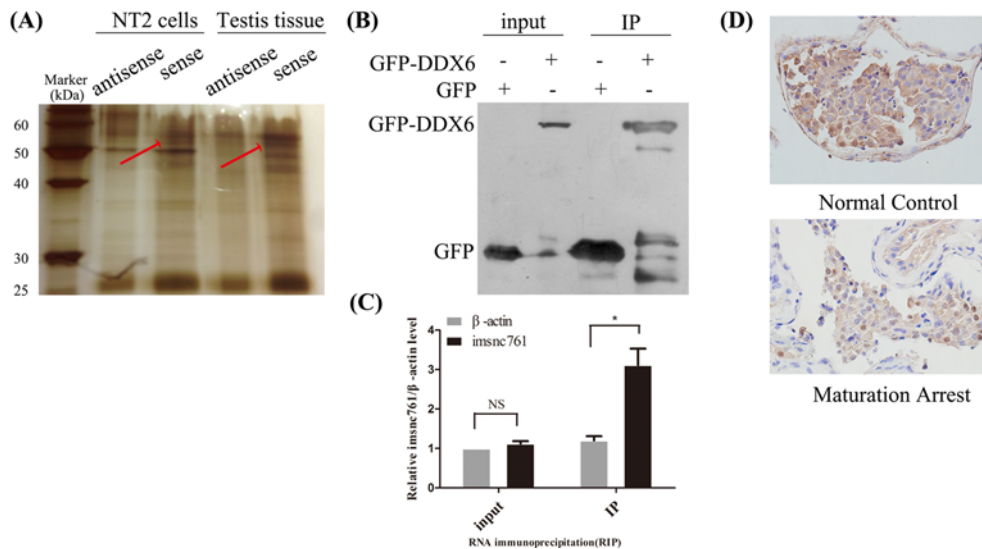 (A)
NT2 cells Testis tissue
antisense sense antisense sense
Marker
(kDa)
60
50
40
30
25
(B)
input IP
GFP-DDX6 - + - +
GFP + - + -
GFP-DDX6
GFP
(C)
β -actin
imsnc761
Relative imsnc761/β -actin level
4
3
2
1
0
NS
*
input IP
RNA immunoprecipitation(RIP)
(D)
Normal Control
Maturation Arrest